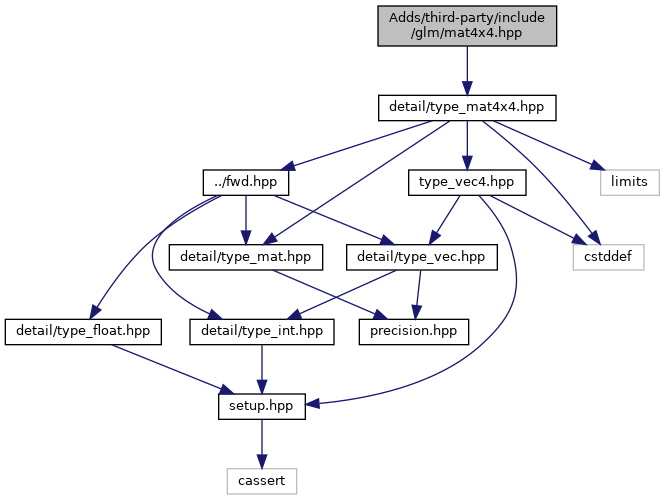 Adds/third-party/include
/glm/mat4x4.hpp
detail/type_mat4x4.hpp
../fwd.hpp
type_vec4.hpp
limits
detail/type_mat.hpp
detail/type_vec.hpp
cstddef
detail/type_float.hpp
detail/type_int.hpp
precision.hpp
setup.hpp
cassert